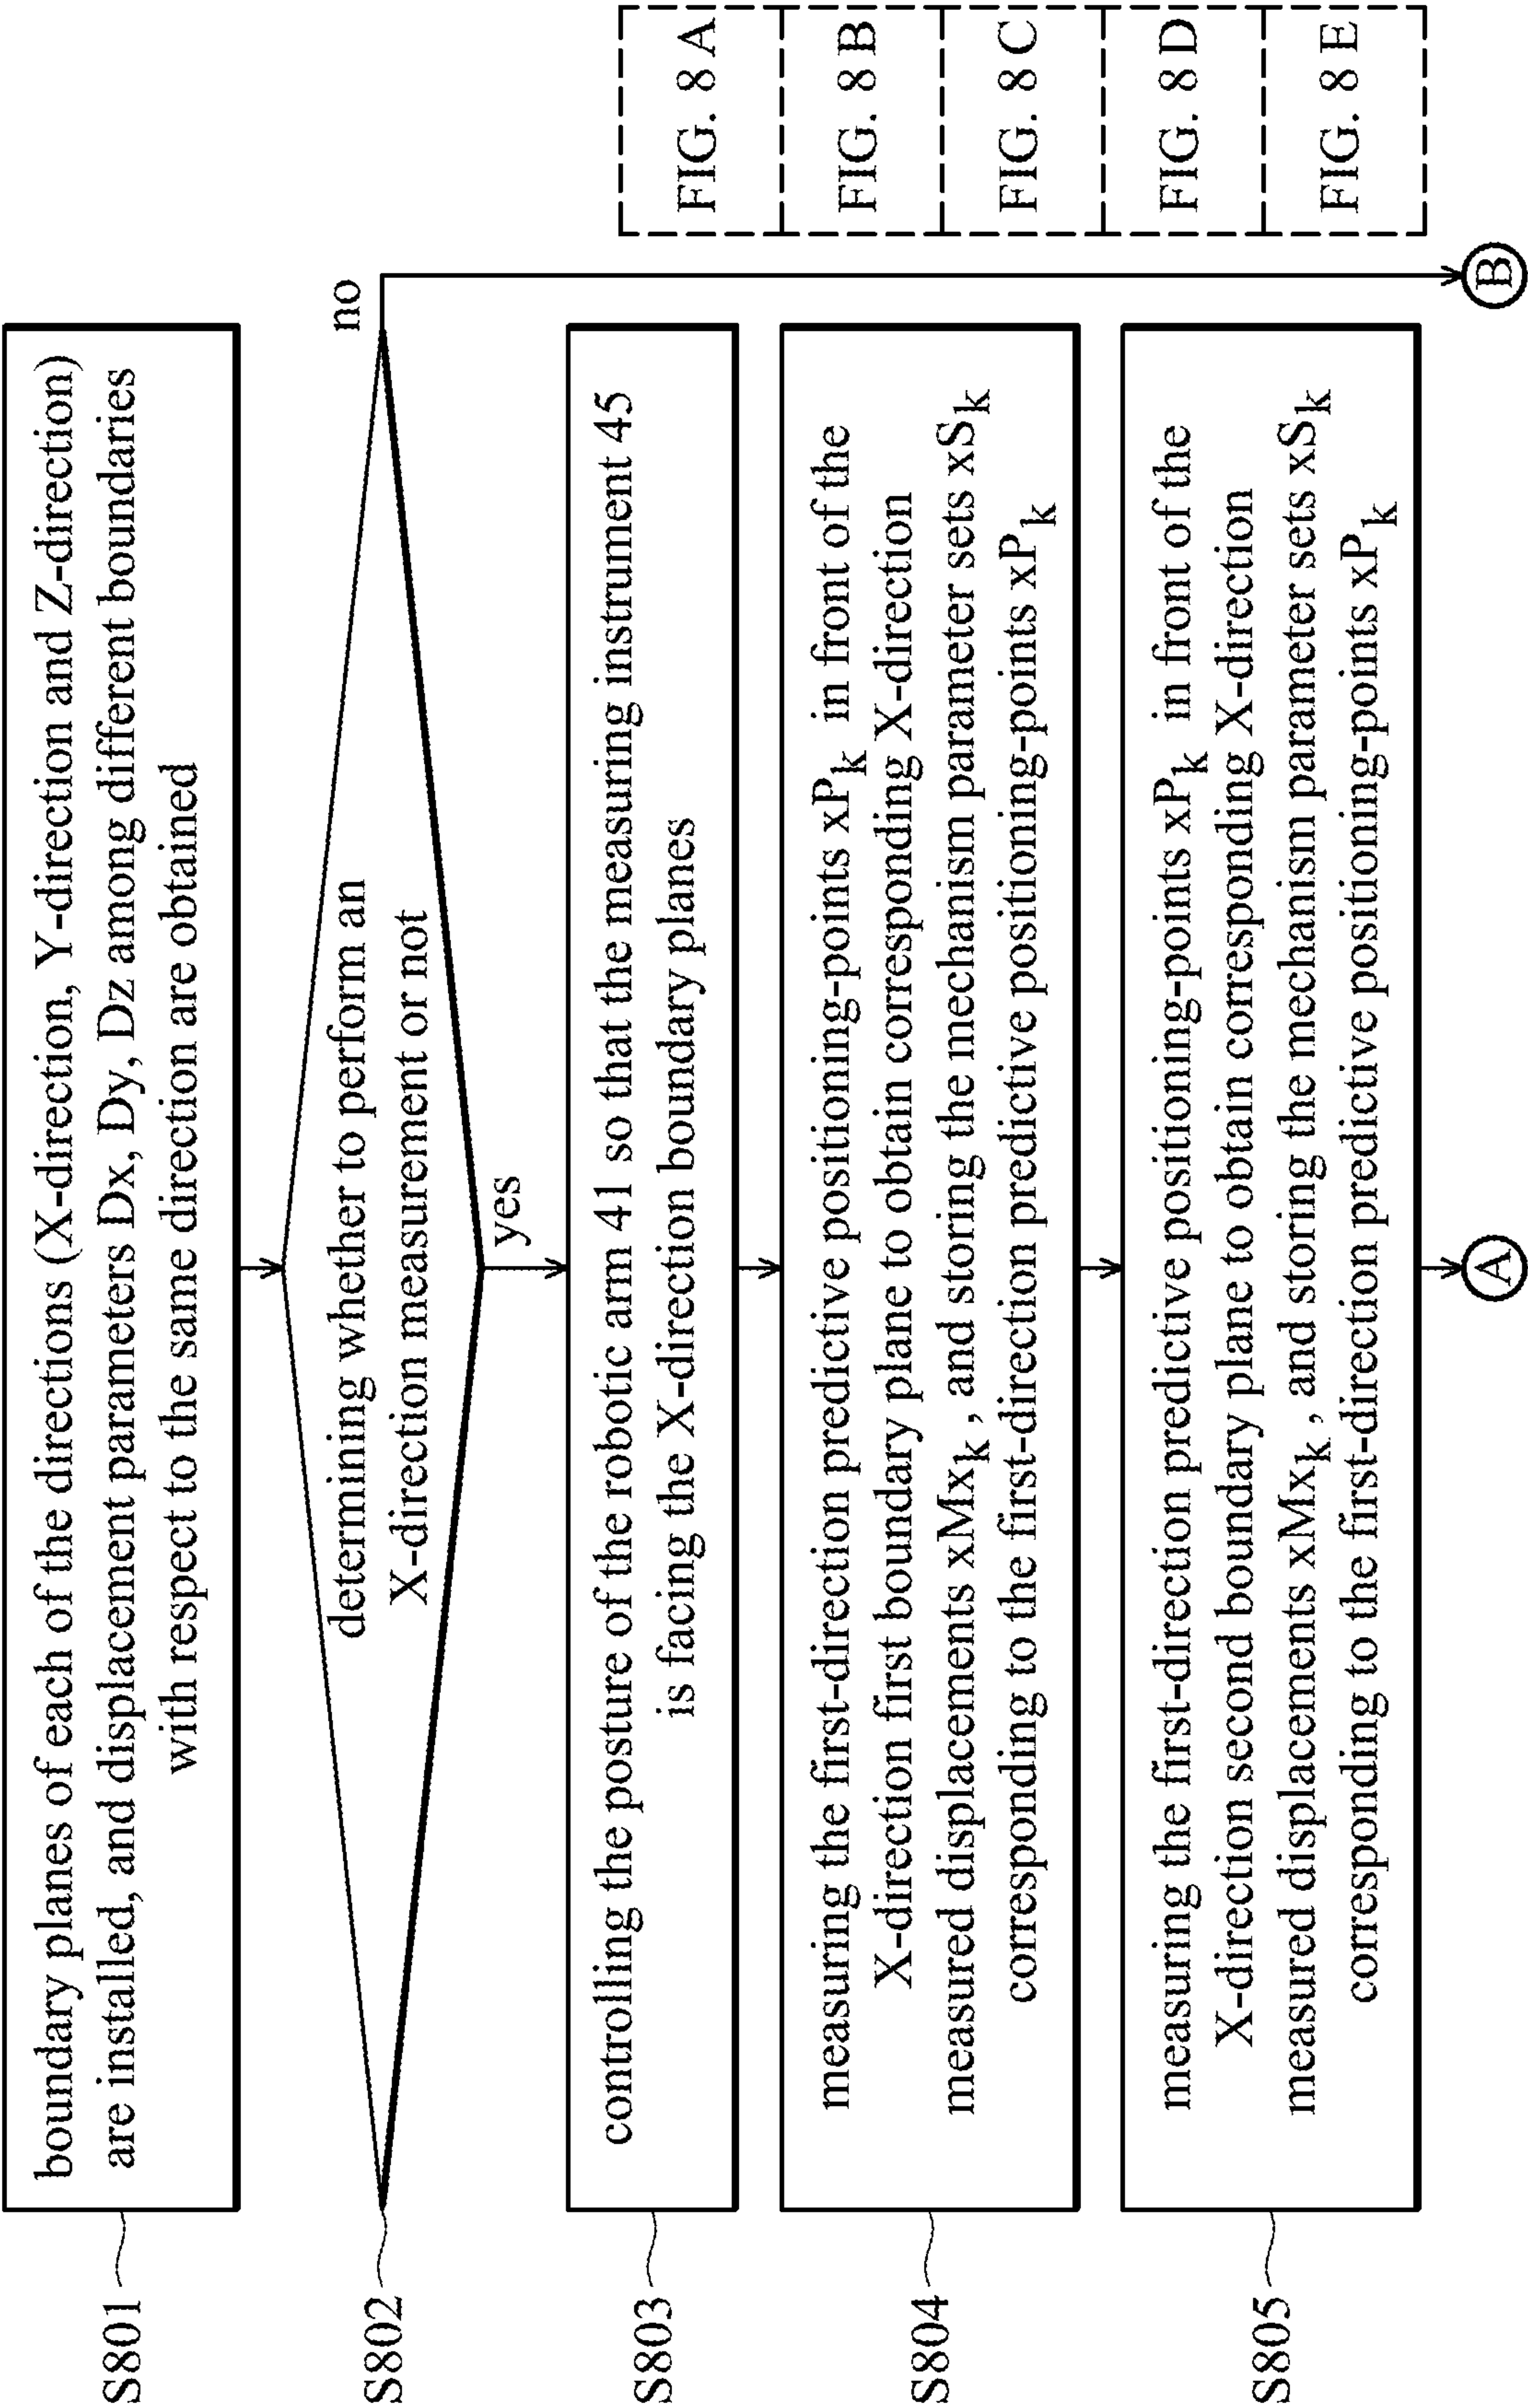 S801
boundary planes of each of the directions (X-direction, Y-direction and Z-direction)
are installed, and displacement parameters Dx, Dy, Dz among different boundaries
with respect to the same direction are obtained
S802
determining whether to perform an
X-direction measurement or not
no
yes
S803
controlling the posture of the robotic arm 41 so that the measuring instrument 45
is facing the X-direction boundary planes
S804
measuring the first-direction predictive positioning-points xPk in front of the
X-direction first boundary plane to obtain corresponding X-direction
measured displacements xMxk, and storing the mechanism parameter sets xSk
corresponding to the first-direction predictive positioning-points xPk
S805
measuring the first-direction predictive positioning-points xPk in front of the
X-direction second boundary plane to obtain corresponding X-direction
measured displacements xMxk, and storing the mechanism parameter sets xSk
corresponding to the first-direction predictive positioning-points xPk
A
B
FIG. 8 A
FIG. 8 B
FIG. 8 C
FIG. 8 D
FIG. 8 E